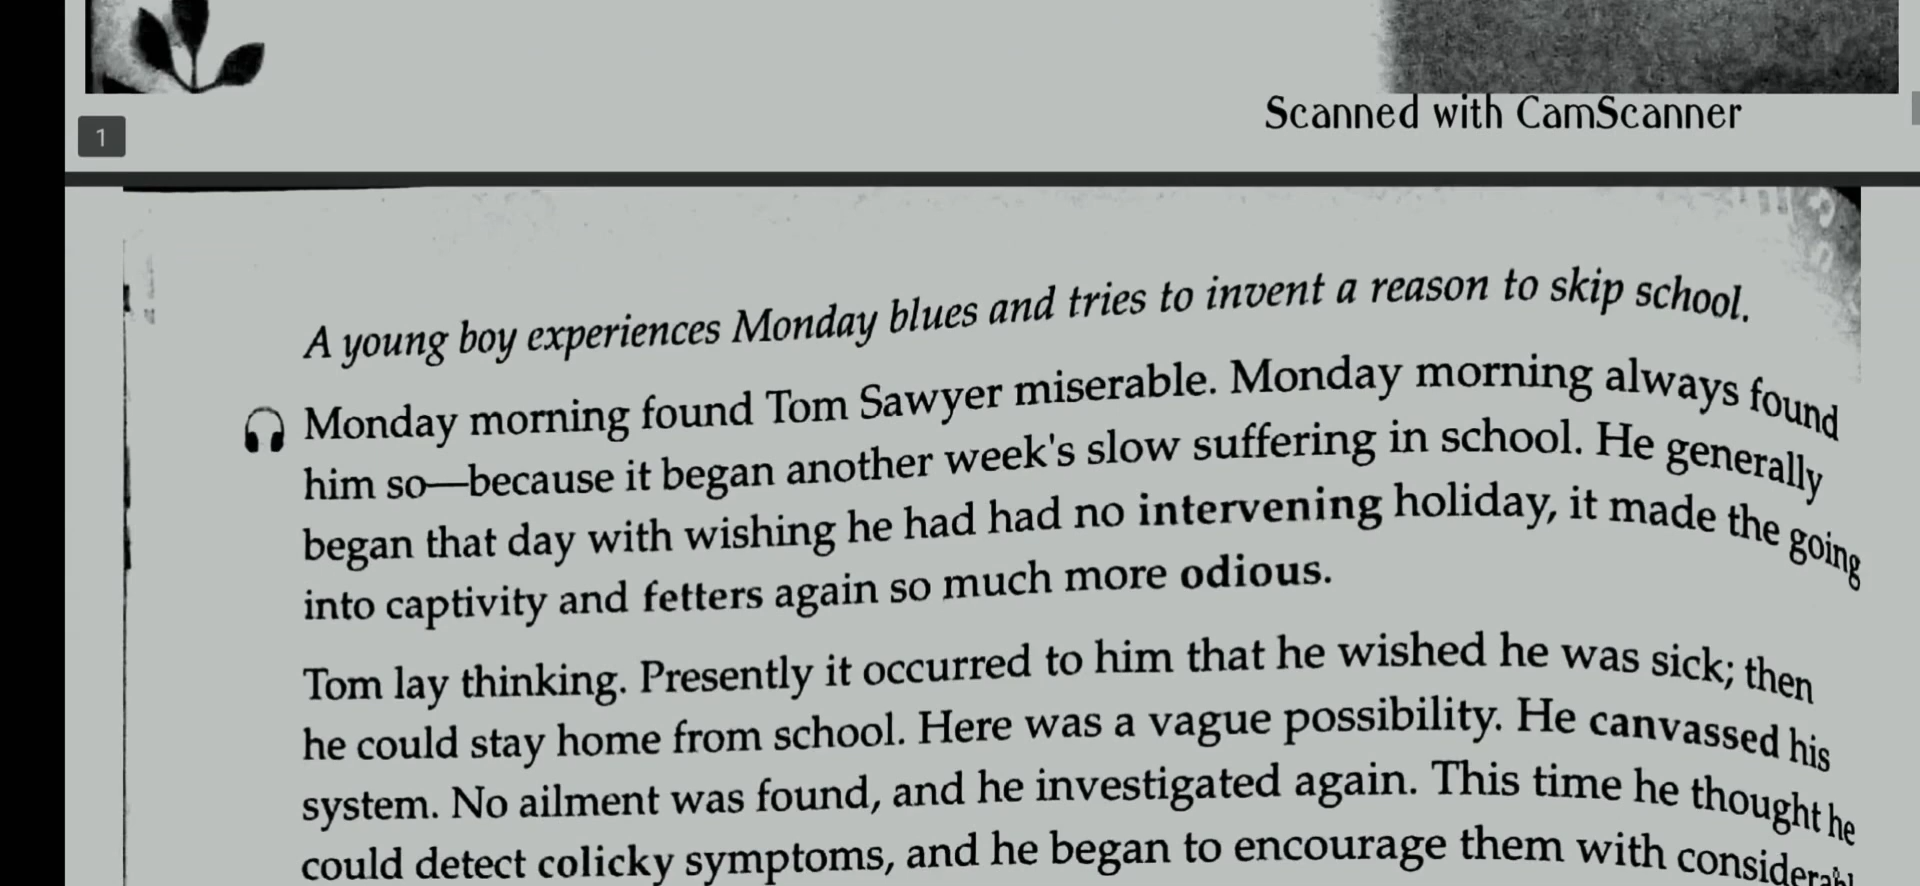 Scanned with CamScanner
1
A young boy experiences Monday blues and tries to invent a reason to skip school.
Monday morning found Tom Sawyer miserable. Monday morning always found
him so—because it began another week's slow suffering in school. He generally
began that day with wishing he had had no intervening holiday, it made the going
into captivity and fetters again so much more odious.
Tom lay thinking. Presently it occurred to him that he wished he was sick; then
he could stay home from school. Here was a vague possibility. He canvassed his
system. No ailment was found, and he investigated again. This time he thought he
could detect colicky symptoms, and he began to encourage them with